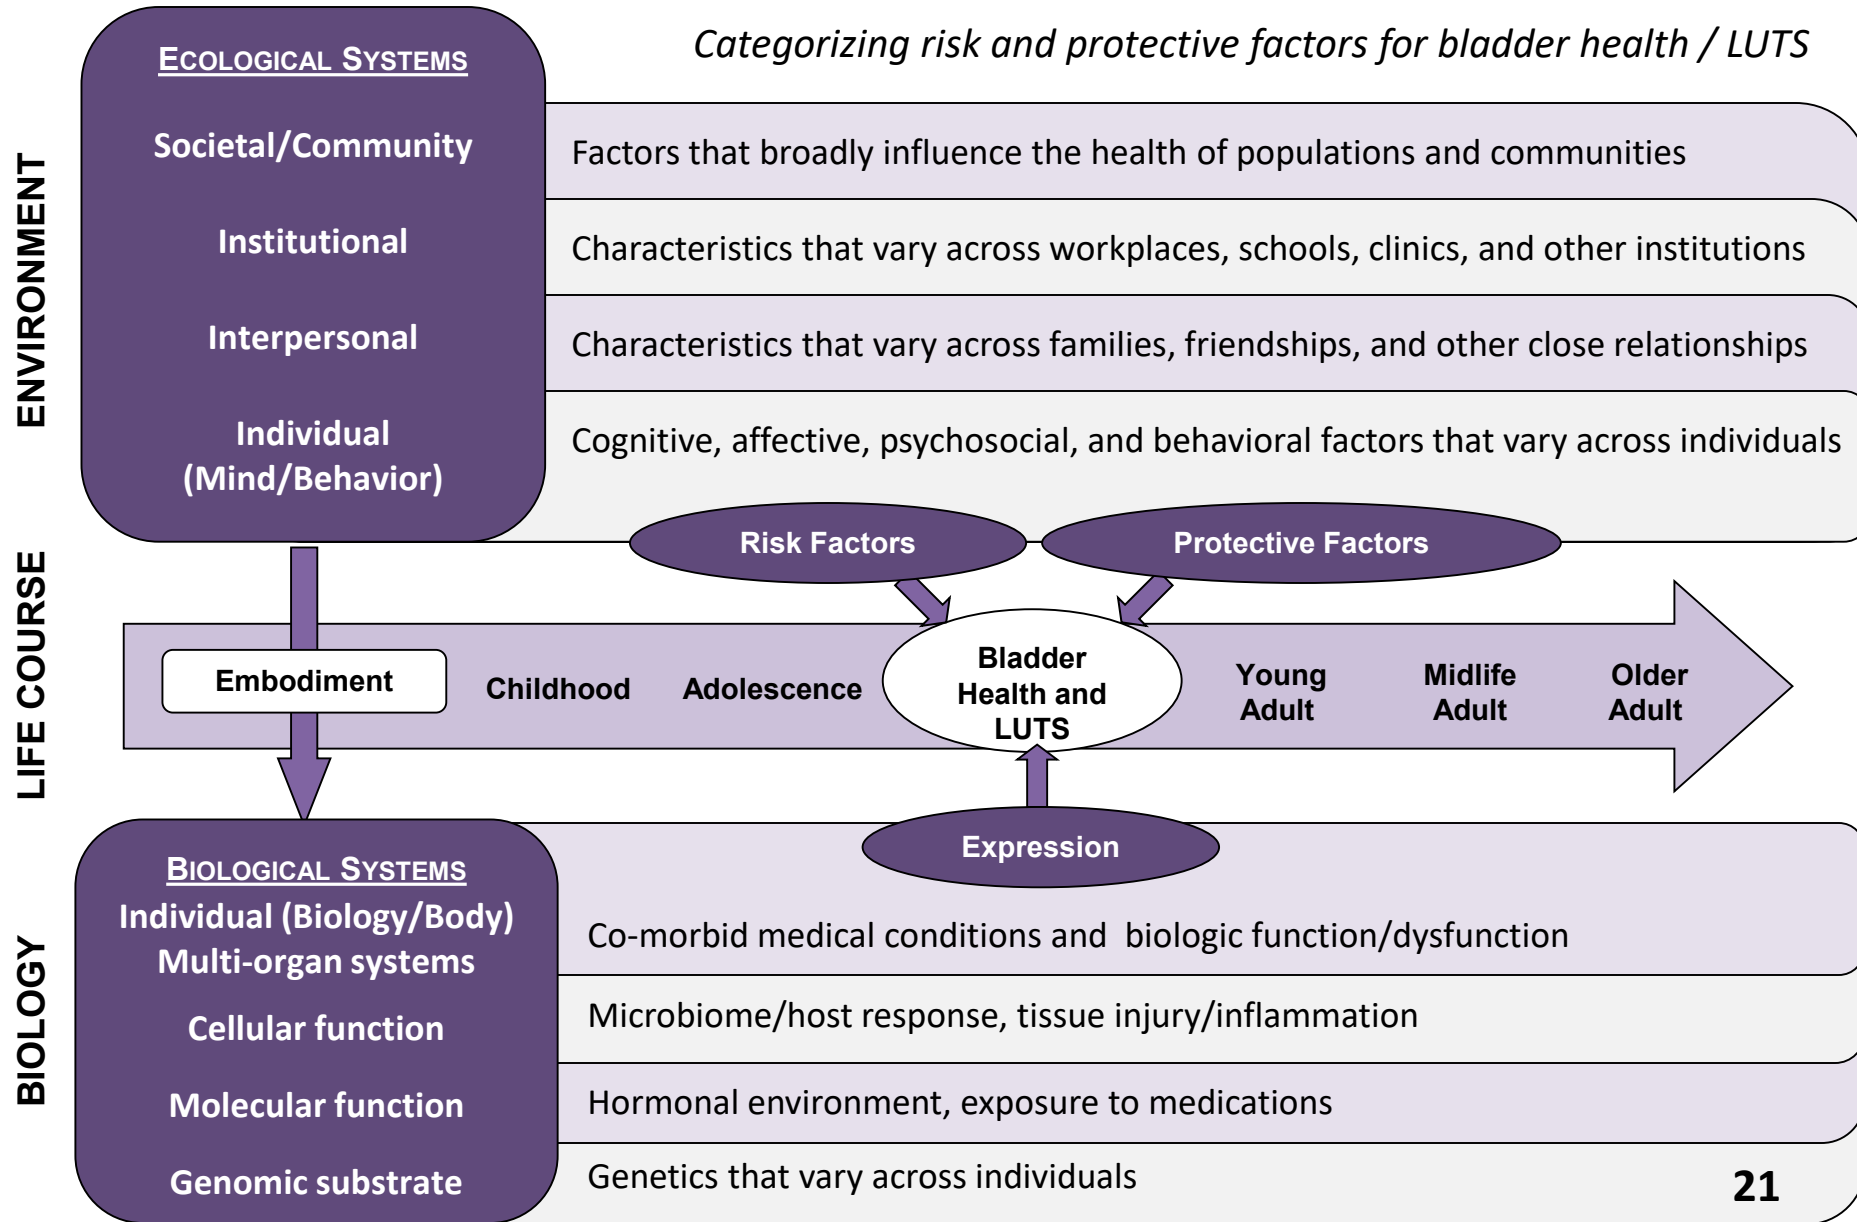 Categorizing risk and protective factors for bladder health / LUTS
ENVIRONMENT
ECOLOGICAL SYSTEMS
Societal/Community
Factors that broadly influence the health of populations and communities
Institutional
Characteristics that vary across workplaces, schools, clinics, and other institutions
Interpersonal
Characteristics that vary across families, friendships, and other close relationships
Individual
(Mind/Behavior)
Cognitive, affective, psychosocial, and behavioral factors that vary across individuals
Risk Factors
Protective Factors
LIFE COURSE
Embodiment
Childhood
Adolescence
Bladder
Health and
LUTS
Young
Adult
Midlife
Adult
Older
Adult
Expression
BIOLOGY
BIOLOGICAL SYSTEMS
Individual (Biology/Body)
Multi-organ systems
Co-morbid medical conditions and  biologic function/dysfunction
Cellular function
Microbiome/host response, tissue injury/inflammation
Molecular function
Hormonal environment, exposure to medications
Genomic substrate
Genetics that vary across individuals
21